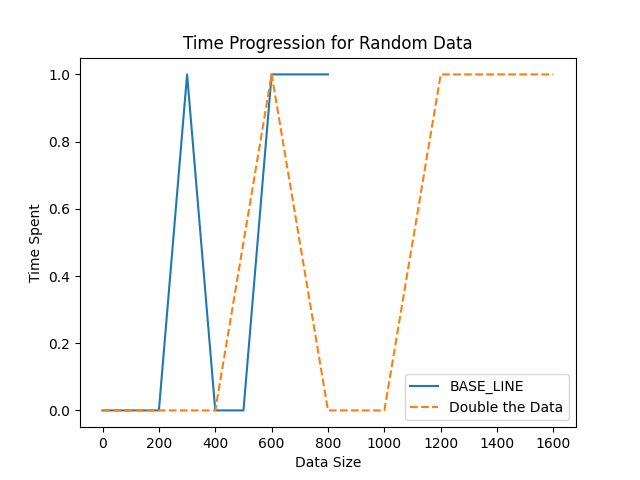 Time Progression for Random Data
Time Spent
1.0
0.8
0.6
0.4
0.2
0.0
0 200 400 600 800 1000 1200 1400 1600
Data Size
BASE_LINE
Double the Data